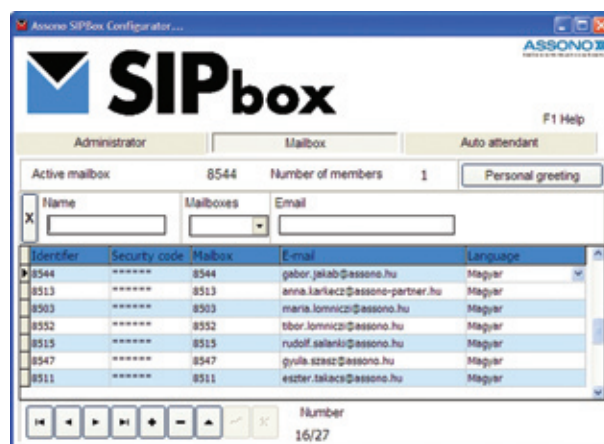 Assono SIPBox Configurator...
ASSONO
telecommunication
SIPbox
F1 Help
Administrator Mailbox Auto attendant
Active mailbox 8544 Number of members 1 Personal greeting
X Name Mailboxes Email
Identifier Security code Mailbox E-mail Language
8544 ****** 8544 gabor.jakab@assono.hu Magyar
8513 ****** 8513 anna.karkecz@assono-partner.hu Magyar
8503 ****** 8503 maria.lomniczi@assono.hu Magyar
8552 ****** 8552 tibor.lomniczi@assono.hu Magyar
8515 ****** 8515 rudolf.salanki@assono.hu Magyar
8547 ****** 8547 gyula.szasz@assono.hu Magyar
8511 ****** 8511 eszter.takacs@assono.hu Magyar
Number
16/27